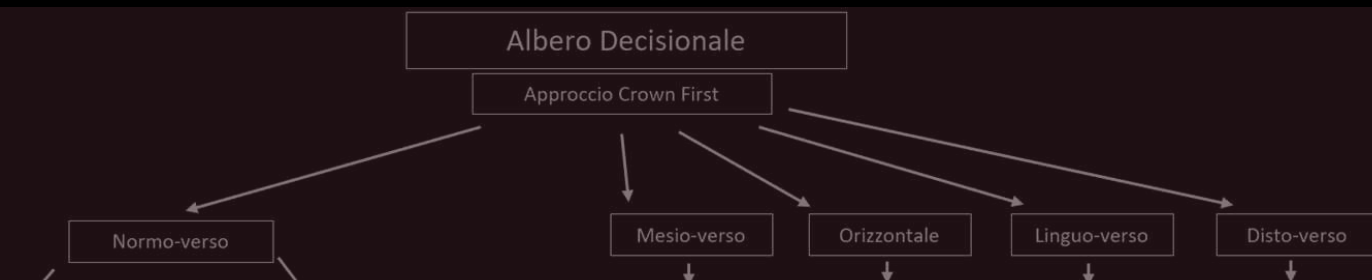 Albero Decisionale
Approccio Crown First
Normo-verso
Mesio-verso
Orizzontale
Linguo-verso
Disto-verso